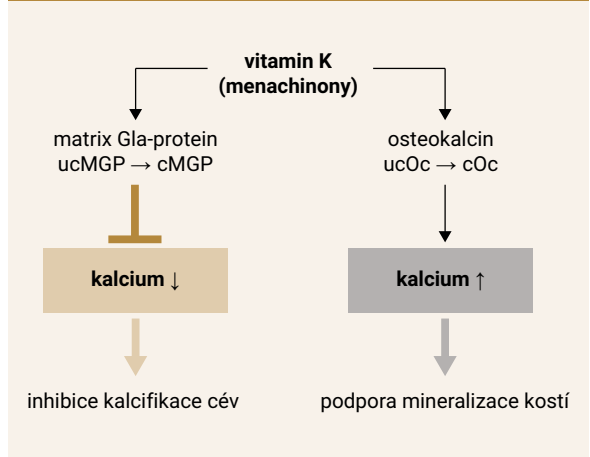 vitamin K
(menachinony)
matrix Gla-protein
ucMGP → cMGP
osteokalcin
ucOc → cOc
kalcium ↓
kalcium ↑
inhibice kalcifikace cév
podpora mineralizace kostí